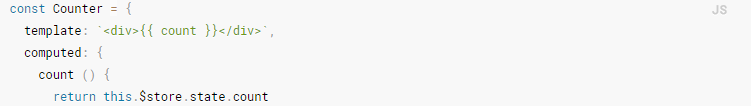 const Counter = {
JS
  template: `<div>{{ count }}</div>`,
  computed: {
    count () {
      return this.$store.state.count